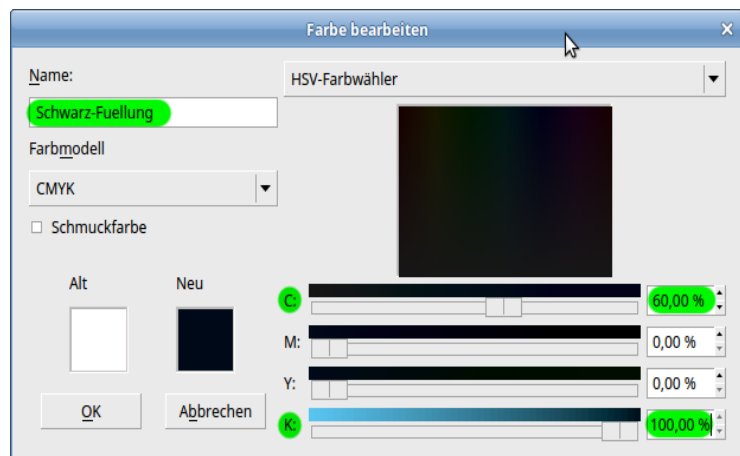 Farbe bearbeiten
Name:
Schwarz-Fuellung
Farbmodell
CMYK
Schmuckfarbe
Alt
Neu
OK
Abbrechen
HSV-Farbwähler
C:
60,00 %
M:
0,00 %
Y:
0,00 %
K:
100,00 %